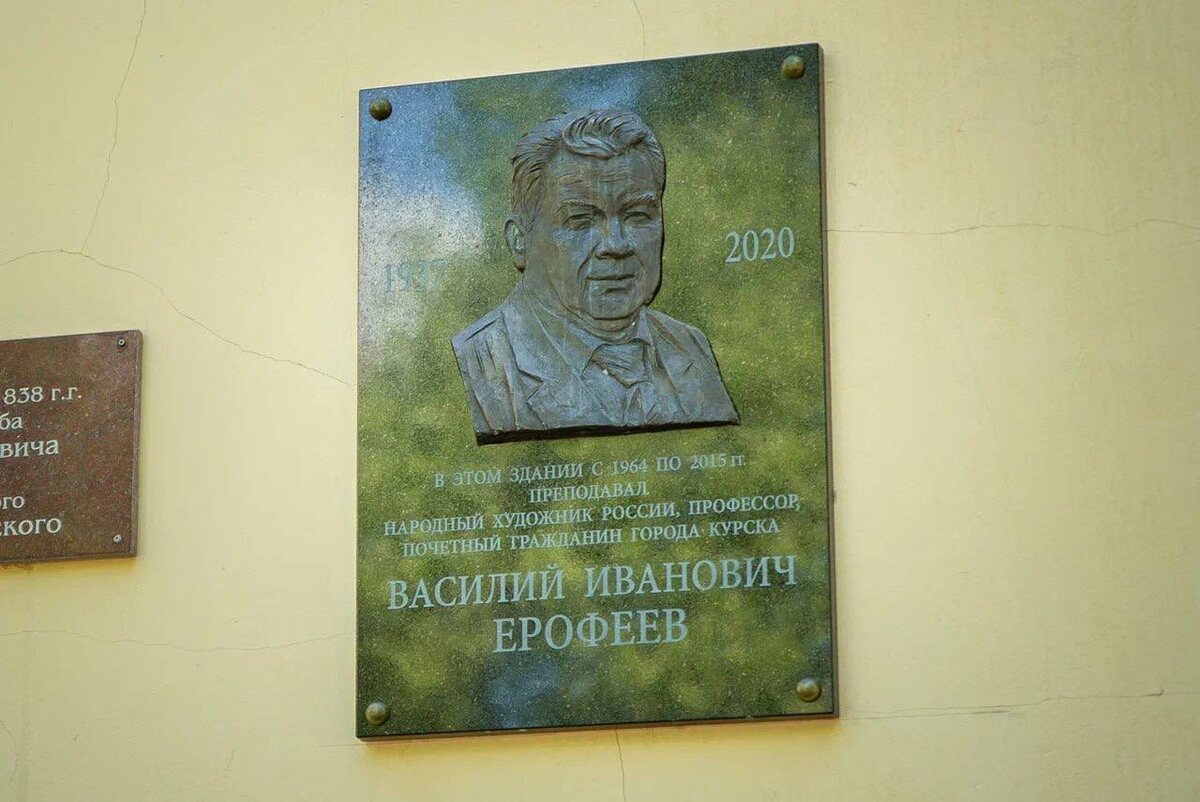 1937
2020
В ЭТОМ ЗДАНИИ С 1964 ПО 2015 гг.
ПРЕПОДАВАЛ
НАРОДНЫЙ ХУДОЖНИК РОССИИ, ПРОФЕССОР,
ПОЧЕТНЫЙ ГРАЖДАНИН ГОРОДА КУРСКА
ВАСИЛИЙ ИВАНОВИЧ
ЕРОФЕЕВ
838 г.г.
ба
вича
ого
ского